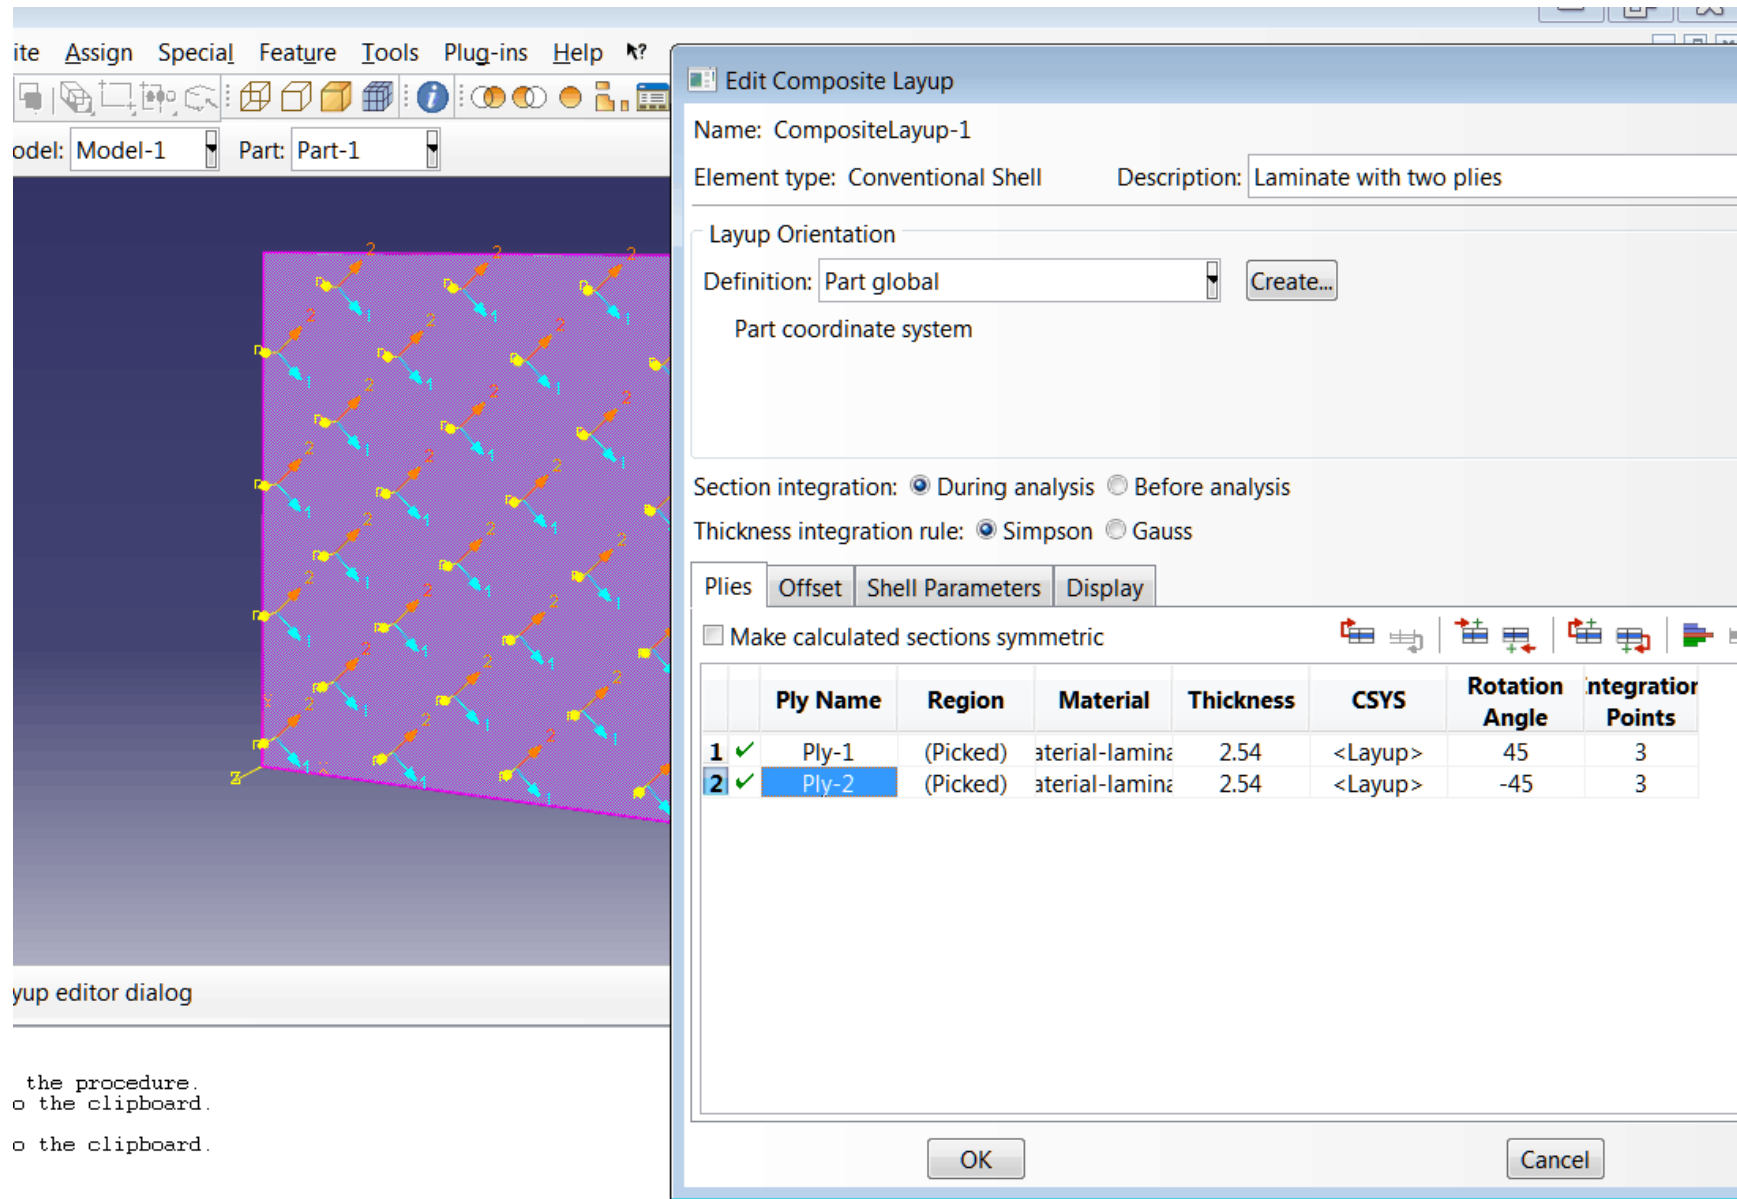 ite Assign Special Feature Tools Plug-ins Help
odel: Model-1 Part: Part-1
yup editor dialog
the procedure.
o the clipboard.
o the clipboard.
Edit Composite Layup
Name: CompositeLayup-1
Element type: Conventional Shell Description: Laminate with two plies
Layup Orientation
Definition: Part global Create...
Part coordinate system
Section integration: During analysis Before analysis
Thickness integration rule: Simpson Gauss
Plies Offset Shell Parameters Display
Make calculated sections symmetric
Ply Name Region Material Thickness CSYS Rotation Angle ntegration Points
1 Ply-1 (Picked) aterial-lamina 2.54 <Layup> 45 3
2 Ply-2 (Picked) aterial-lamina 2.54 <Layup> -45 3
OK Cancel